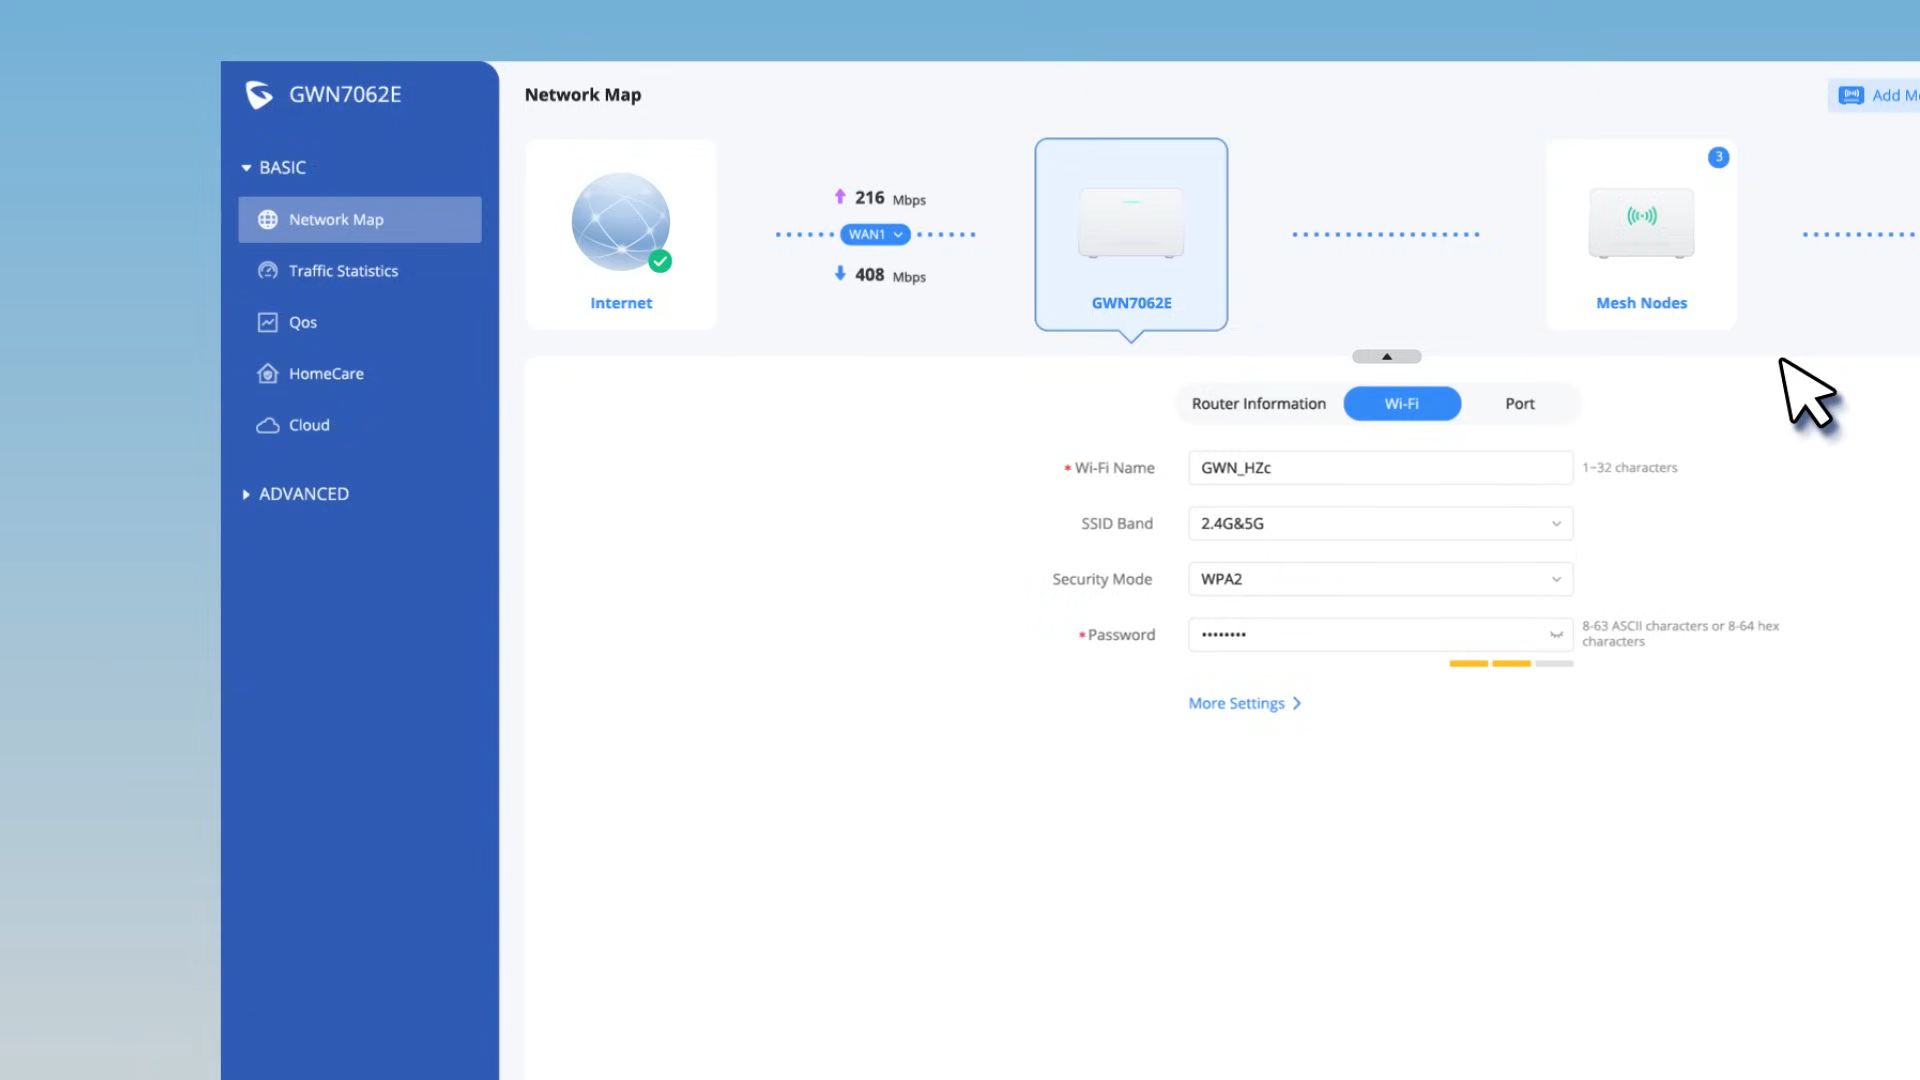 GWN7062E
Network Map
Add
BASIC
Network Map
Traffic Statistics
Qos
HomeCare
Cloud
ADVANCED
Internet
216 Mbps
WAN1
408 Mbps
GWN7062E
3
Mesh Nodes
Router Information
Wi-Fi
Port
*Wi-Fi Name
GWN_HZc
1~32 characters
SSID Band
2.4G&5G
Security Mode
WPA2
*Password
••••••••
8-63 ASCII characters or 8-64 hex
characters
More Settings